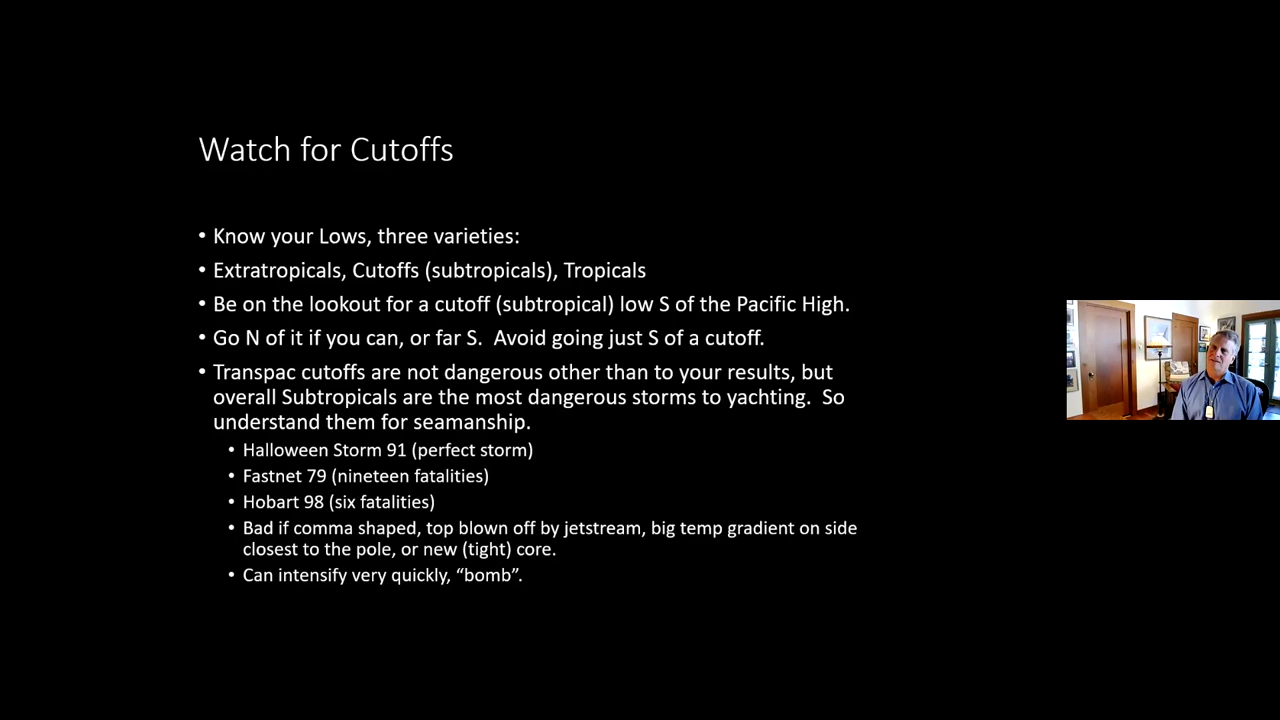 Watch for Cutoffs
• Know your Lows, three varieties:
• Extratropicals, Cutoffs (subtropicals), Tropicals
• Be on the lookout for a cutoff (subtropical) low S of the Pacific High.
• Go N of it if you can, or far S.  Avoid going just S of a cutoff.
• Transpac cutoffs are not dangerous other than to your results, but
overall Subtropicals are the most dangerous storms to yachting.  So
understand them for seamanship.
• Halloween Storm 91 (perfect storm)
• Fastnet 79 (nineteen fatalities)
• Hobart 98 (six fatalities)
• Bad if comma shaped, top blown off by jetstream, big temp gradient on side
closest to the pole, or new (tight) core.
• Can intensify very quickly, “bomb”.